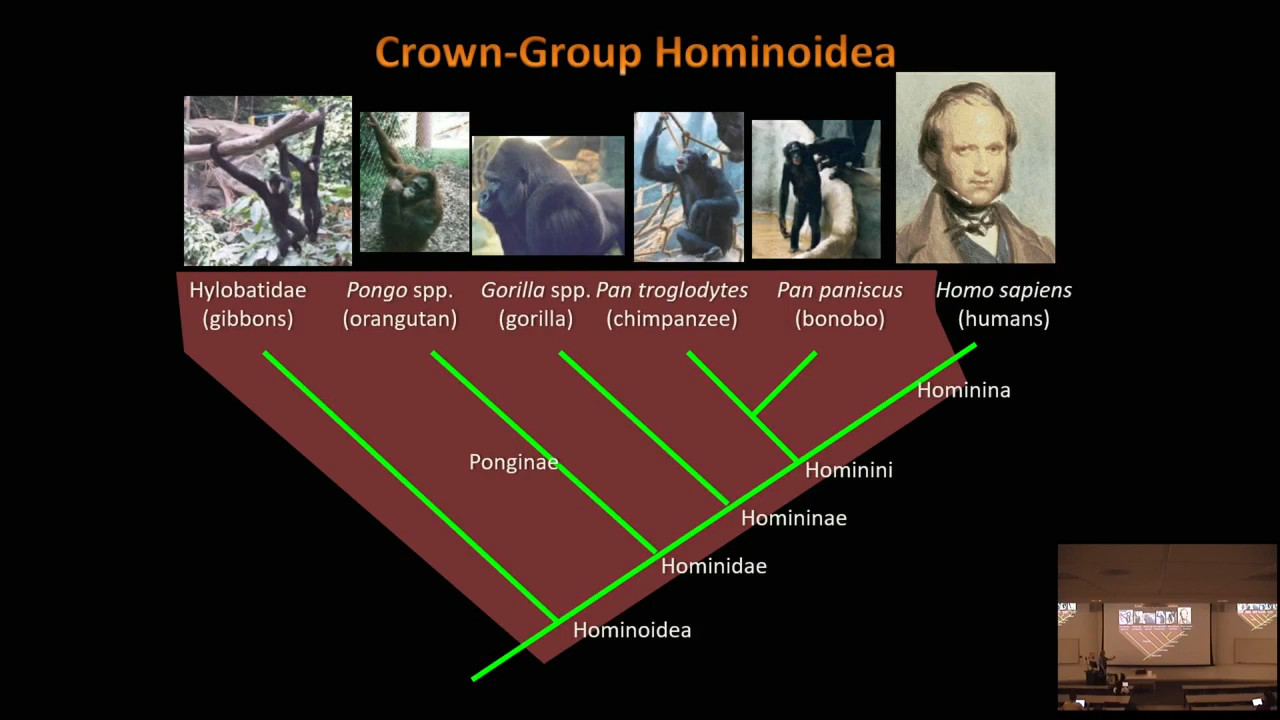 Crown-Group Hominoidea
Hylobatidae
(gibbons)
Pongo spp.
(orangutan)
Gorilla spp.
(gorilla)
Pan troglodytes
(chimpanzee)
Pan paniscus
(bonobo)
Homo sapiens
(humans)
Hominina
Ponginae
Hominini
Homininae
Hominidae
Hominoidea